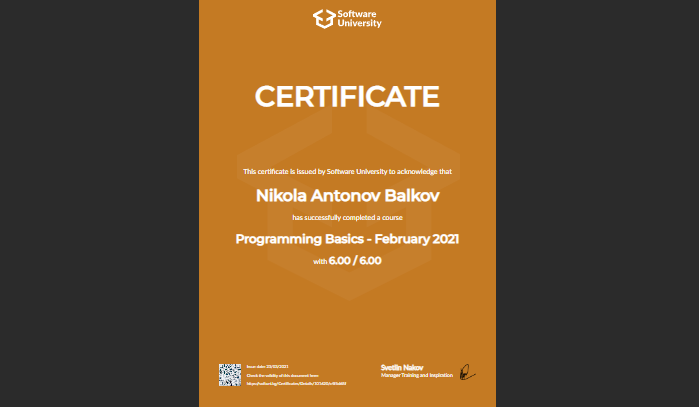 Software
University
CERTIFICATE
This certificate is issued by Software University to acknowledge that
Nikola Antonov Balkov
has successfully completed a course
Programming Basics - February 2021
with 6.00 / 6.00
Issue date:
Check the validity of this document here:
Svetlin Nakov
Manager Training and Inspiration